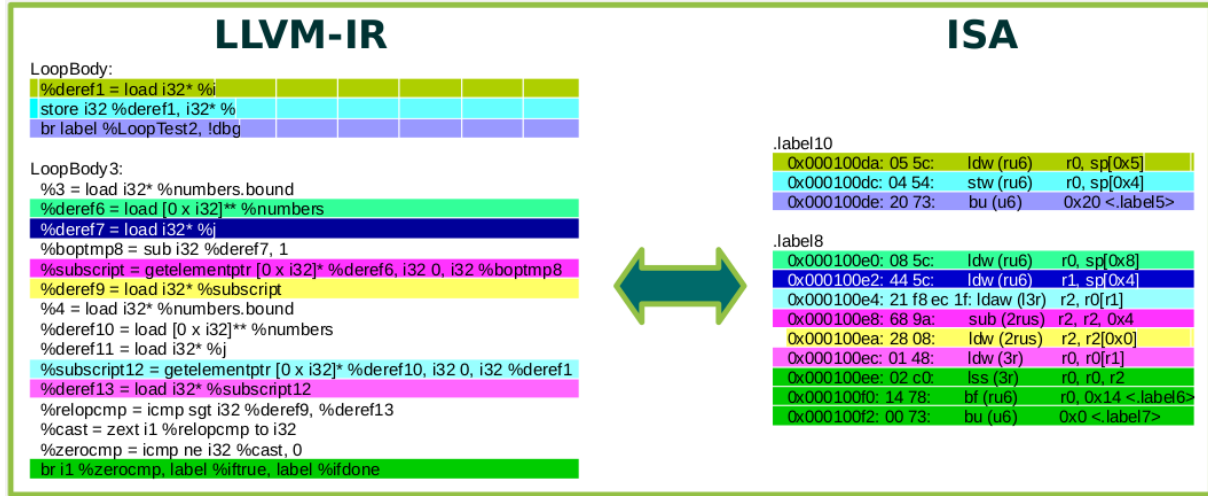 LLVM-IR
LoopBody:
%deref1 = load i32* %i
store i32 %deref1, i32* %
br label %LoopTest2, !dbg
LoopBody3:
%3 = load i32* %numbers.bound
%deref6 = load [0 x i32]** %numbers
%deref7 = load i32* %j
%boptmp8 = sub i32 %deref7, 1
%subscript = getelementptr [0 x i32]* %deref6, i32 0, i32 %boptmp8
%deref9 = load i32* %subscript
%4 = load i32* %numbers.bound
%deref10 = load [0 x i32]** %numbers
%deref11 = load i32* %j
%subscript12 = getelementptr [0 x i32]* %deref10, i32 0, i32 %deref1
%deref13 = load i32* %subscript12
%relopcmp = icmp sgt i32 %deref9, %deref13
%cast = zext i1 %relopcmp to i32
%zerocmp = icmp ne i32 %cast, 0
br i1 %zerocmp, label %iftrue, label %ifdone
ISA
.label10
0x000100da: 05 5c: ldw (ru6) r0, sp[0x5]
0x000100dc: 04 54: stw (ru6) r0, sp[0x4]
0x000100de: 20 73: bu (u6) 0x20 <.label5>
.label8
0x000100e0: 08 5c: ldw (ru6) r0, sp[0x8]
0x000100e2: 44 5c: ldw (ru6) r1, sp[0x4]
0x000100e4: 21 f8 ec 1f: ldaw (l3r) r2, r0[r1]
0x000100e8: 68 9a: sub (2rus) r2, r2, 0x4
0x000100ea: 28 08: ldw (2rus) r2, r2[0x0]
0x000100ec: 01 48: ldw (3r) r0, r0[r1]
0x000100ee: 02 c0: lss (3r) r0, r0, r2
0x000100f0: 14 78: bf (ru6) r0, 0x14 <.label6>
0x000100f2: 00 73: bu (u6) 0x0 <.label7>